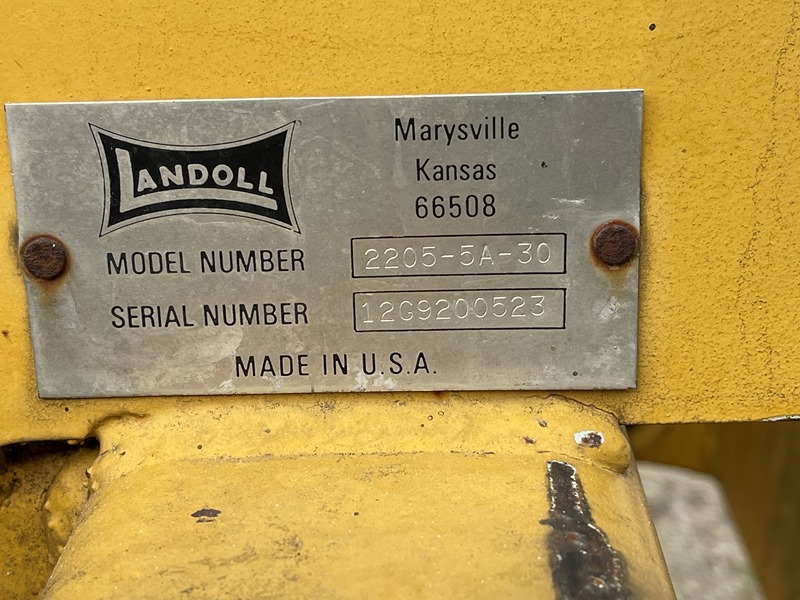 LANDOLL
Marysville
Kansas
66508
MODEL NUMBER 2205-5A-30
SERIAL NUMBER 12G9200523
MADE IN U.S.A.